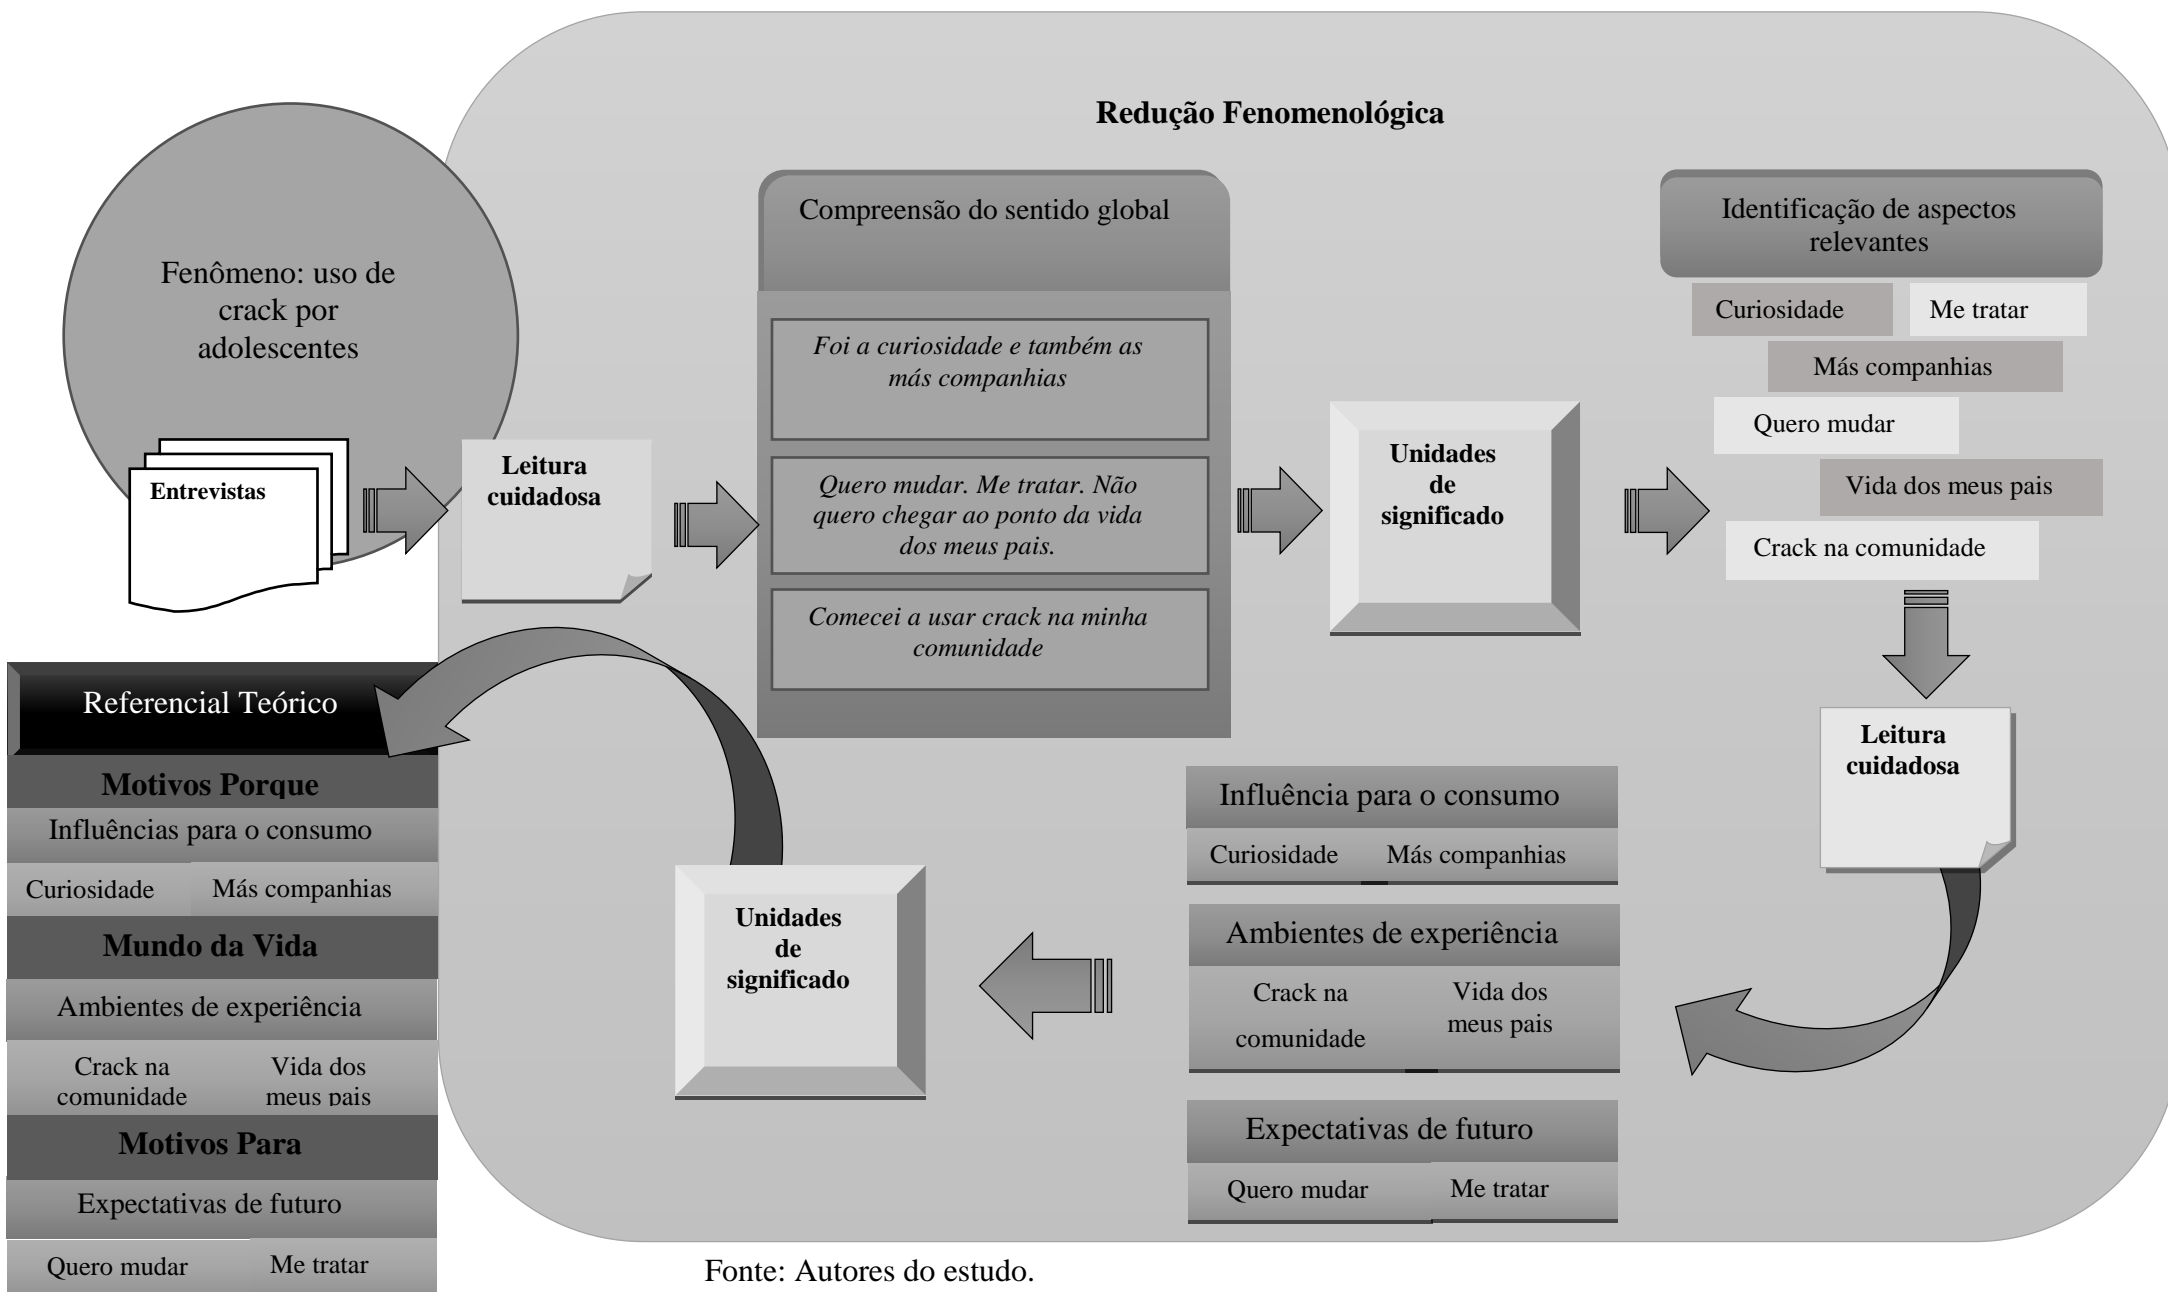 Redução Fenomenológica
Fenômeno: uso de
crack por
adolescentes
Entrevistas
Leitura
cuidadosa
Compreensão do sentido global
Foi a curiosidade e também as
más companhias
Quero mudar. Me tratar. Não
quero chegar ao ponto da vida
dos meus pais.
Comecei a usar crack na minha
comunidade
Unidades
de
significado
Identificação de aspectos
relevantes
Curiosidade
Me tratar
Más companhias
Quero mudar
Vida dos meus pais
Crack na comunidade
Leitura
cuidadosa
Influência para o consumo
Curiosidade
Más companhias
Ambientes de experiência
Crack na
comunidade
Vida dos
meus pais
Expectativas de futuro
Quero mudar
Me tratar
Unidades
de
significado
Referencial Teórico
Motivos Porque
Influências para o consumo
Curiosidade
Más companhias
Mundo da Vida
Ambientes de experiência
Crack na
comunidade
Vida dos
meus pais
Motivos Para
Expectativas de futuro
Quero mudar
Me tratar
Fonte: Autores do estudo.